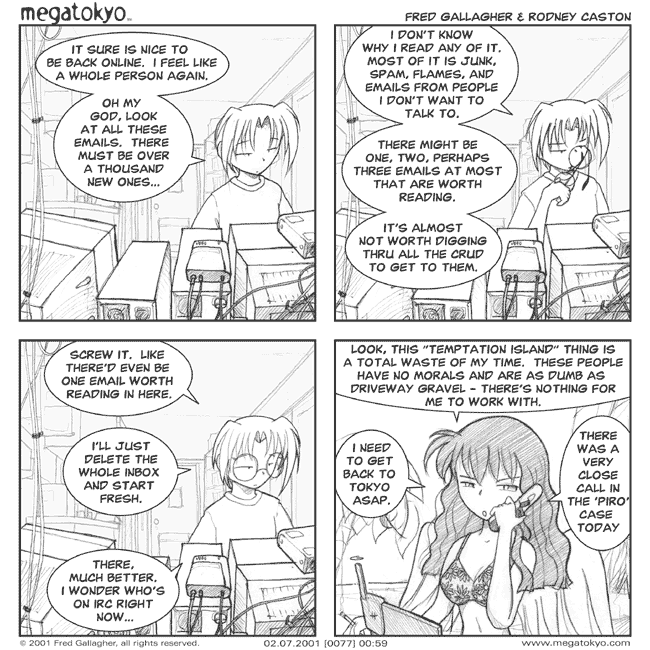 megatokyo™
FRED GALLAGHER & RODNEY CASTON
IT SURE IS NICE TO
BE BACK ONLINE. I FEEL LIKE
A WHOLE PERSON AGAIN.
OH MY
GOD, LOOK
AT ALL THESE
EMAILS. THERE
MUST BE OVER
A THOUSAND
NEW ONES...
I DON'T KNOW
WHY I READ ANY OF IT.
MOST OF IT IS JUNK,
SPAM, FLAMES, AND
EMAILS FROM PEOPLE
I DON'T WANT TO
TALK TO.
THERE MIGHT BE
ONE, TWO, PERHAPS
THREE EMAILS AT MOST
THAT ARE WORTH
READING.
IT'S ALMOST
NOT WORTH DIGGING
THRU ALL THE CRUD
TO GET TO THEM.
SCREW IT. LIKE
THERE'D EVEN BE
ONE EMAIL WORTH
READING IN HERE.
I'LL JUST
DELETE THE
WHOLE INBOX
AND START
FRESH.
THERE,
MUCH BETTER.
I WONDER WHO'S
ON IRC RIGHT
NOW...
LOOK, THIS "TEMPTATION ISLAND" THING IS
A TOTAL WASTE OF MY TIME. THESE PEOPLE
HAVE NO MORALS AND ARE AS DUMB AS
DRIVEWAY GRAVEL - THERE'S NOTHING FOR
ME TO WORK WITH.
I NEED
TO GET
BACK TO
TOKYO
ASAP.
THERE
WAS A
VERY
CLOSE
CALL IN
THE 'PIRO'
CASE
TODAY
© 2001 Fred Gallagher, all rights reserved.
02.07.2001 [0077] 00:59
www.megatokyo.com